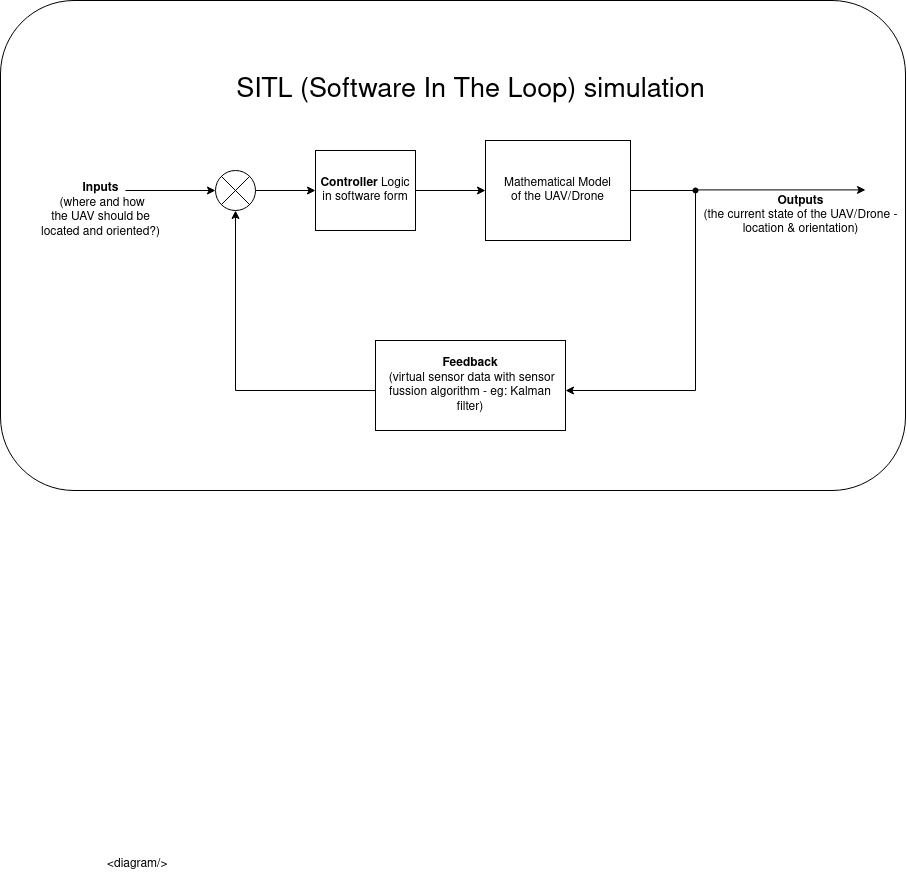 SITL (Software In The Loop) simulation
Inputs
(where and how
the UAV should be
located and oriented?)
Controller Logic
in software form
Mathematical Model
of the UAV/Drone
Outputs
(the current state of the UAV/Drone -
location & orientation)
Feedback
(virtual sensor data with sensor
fussion algorithm - eg: Kalman
filter)
<diagram/>